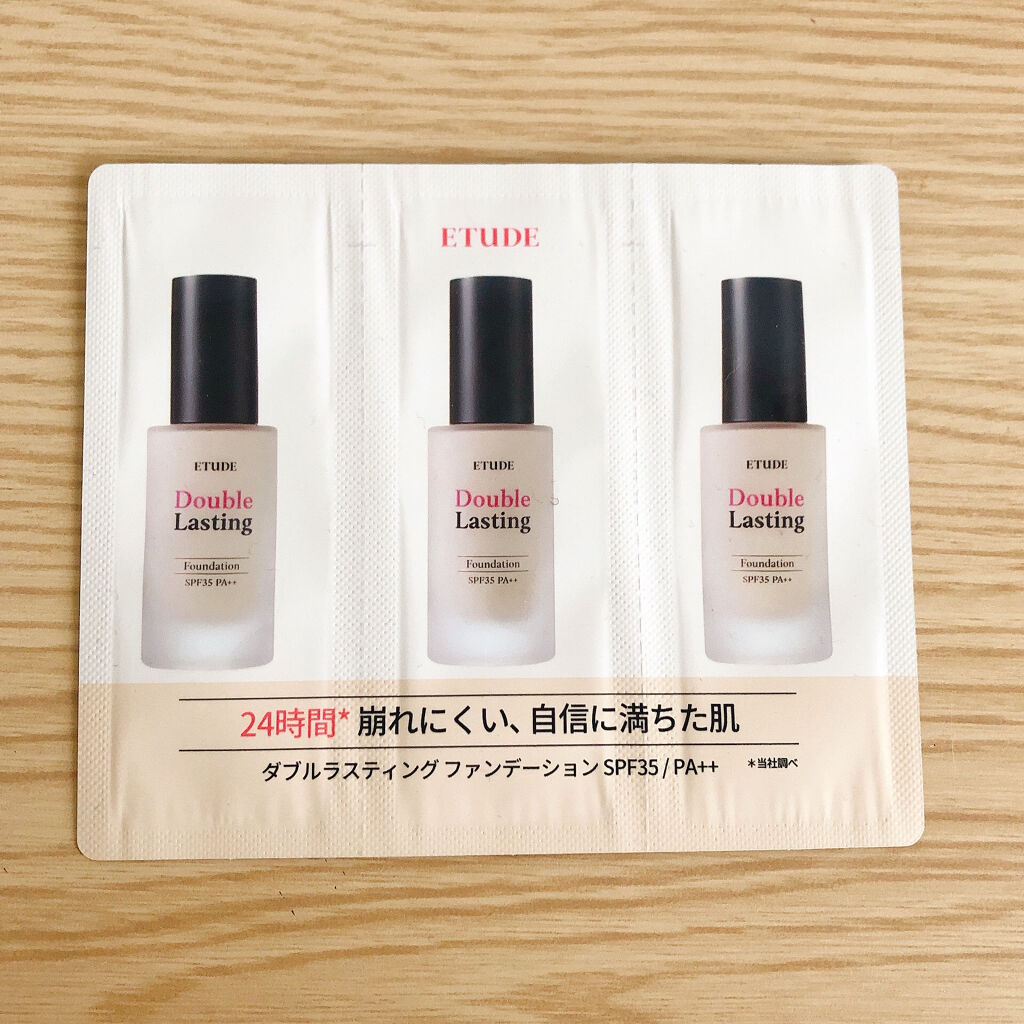 ETUDE
ETUDE
Double
Lasting
Foundation
SPF35 PA++
ETUDE
Double
Lasting
Foundation
SPF35 PA++
ETUDE
Double
Lasting
Foundation
SPF35 PA++
24時間* 崩れにくい、自信に満ちた肌
ダブルラスティング ファンデーション SPF35 / PA++ *当社調べ